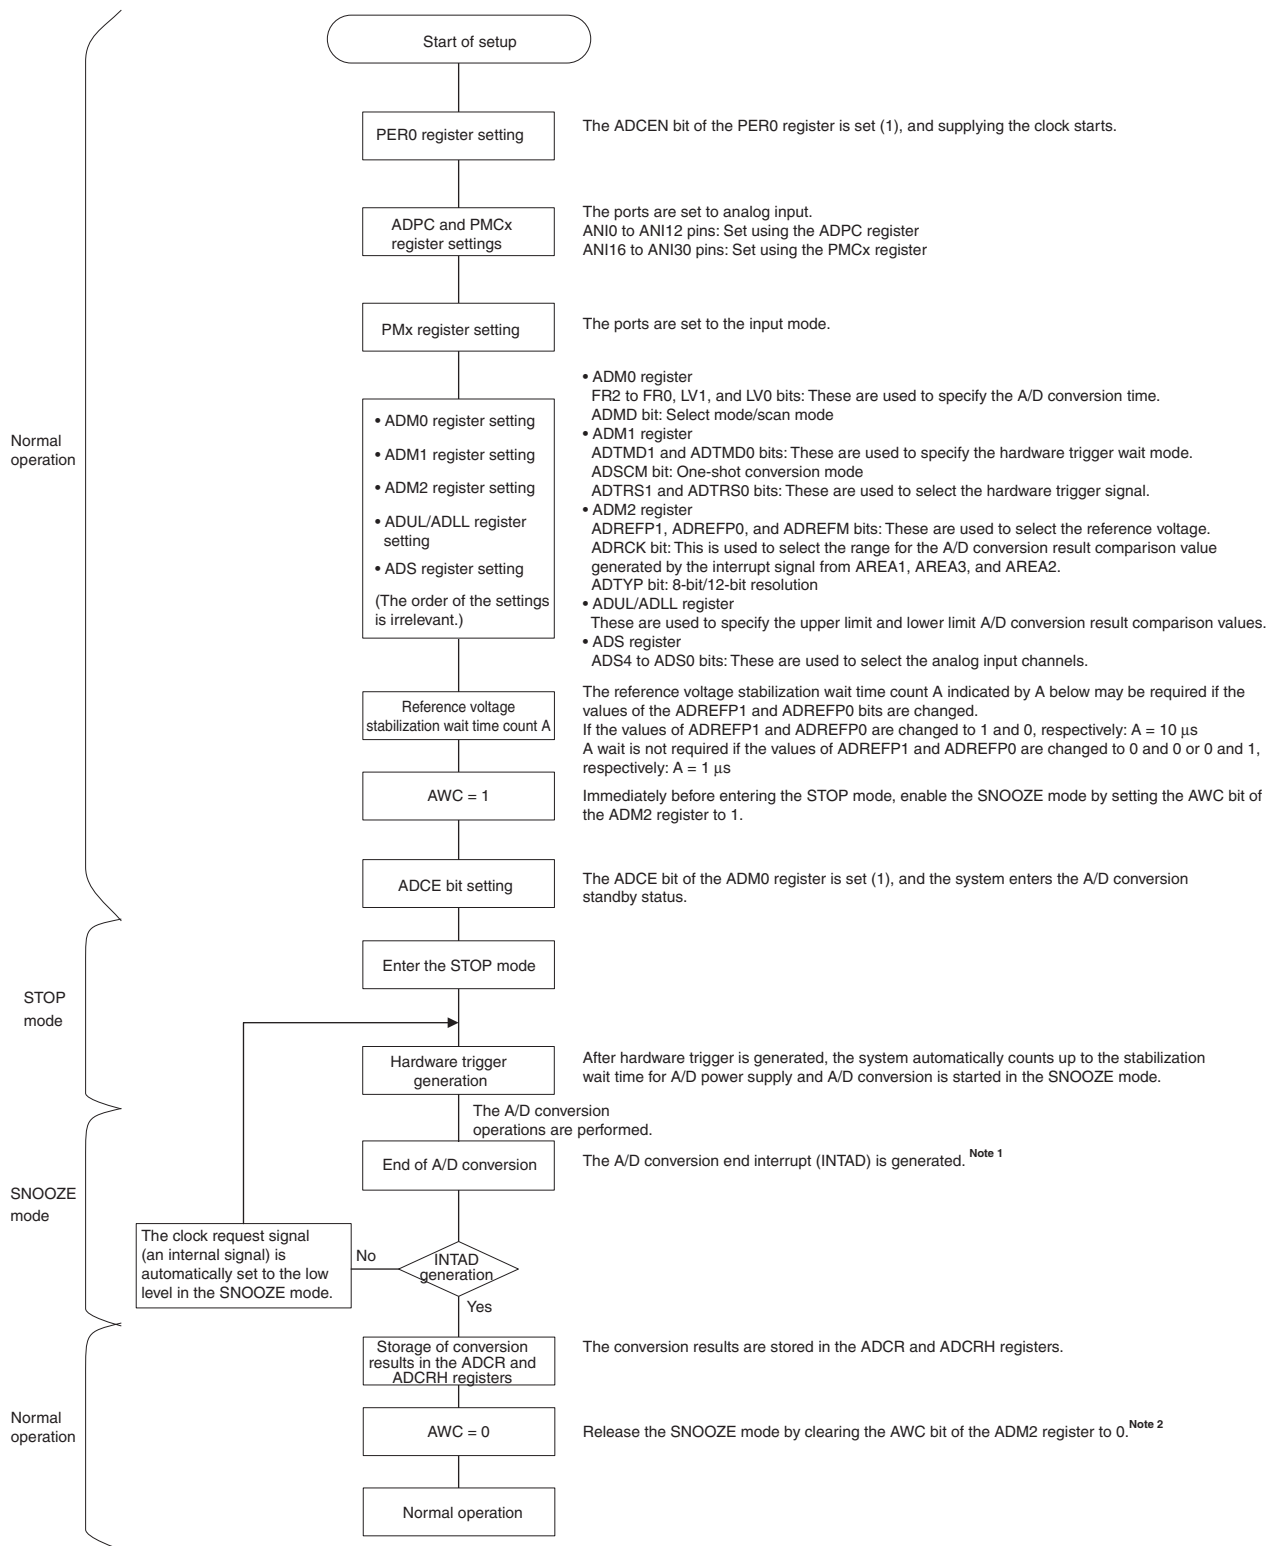 Start of setup
PER0 register setting
The ADCEN bit of the PER0 register is set (1), and supplying the clock starts.
ADPC and PMCx
register settings
The ports are set to analog input.
ANI0 to ANI12 pins: Set using the ADPC register
ANI16 to ANI30 pins: Set using the PMCx register
PMx register setting
The ports are set to the input mode.
Normal
operation
• ADM0 register setting
• ADM1 register setting
• ADM2 register setting
• ADUL/ADLL register
setting
• ADS register setting
(The order of the settings
is irrelevant.)
• ADM0 register
FR2 to FR0, LV1, and LV0 bits: These are used to specify the A/D conversion time.
ADMD bit: Select mode/scan mode
• ADM1 register
ADTMD1 and ADTMD0 bits: These are used to specify the hardware trigger wait mode.
ADSCM bit: One-shot conversion mode
ADTRS1 and ADTRS0 bits: These are used to select the hardware trigger signal.
• ADM2 register
ADREFP1, ADREFP0, and ADREFM bits: These are used to select the reference voltage.
ADRCK bit: This is used to select the range for the A/D conversion result comparison value
generated by the interrupt signal from AREA1, AREA3, and AREA2.
ADTYP bit: 8-bit/12-bit resolution
• ADUL/ADLL register
These are used to specify the upper limit and lower limit A/D conversion result comparison values.
• ADS register
ADS4 to ADS0 bits: These are used to select the analog input channels.
Reference voltage
stabilization wait time count A
The reference voltage stabilization wait time count A indicated by A below may be required if the
values of the ADREFP1 and ADREFP0 bits are changed.
If the values of ADREFP1 and ADREFP0 are changed to 1 and 0, respectively: A = 10 μs
A wait is not required if the values of ADREFP1 and ADREFP0 are changed to 0 and 0 or 0 and 1,
respectively: A = 1 μs
AWC = 1
Immediately before entering the STOP mode, enable the SNOOZE mode by setting the AWC bit of
the ADM2 register to 1.
ADCE bit setting
The ADCE bit of the ADM0 register is set (1), and the system enters the A/D conversion
standby status.
Enter the STOP mode
STOP
mode
Hardware trigger
generation
After hardware trigger is generated, the system automatically counts up to the stabilization
wait time for A/D power supply and A/D conversion is started in the SNOOZE mode.
The A/D conversion
operations are performed.
End of A/D conversion
The A/D conversion end interrupt (INTAD) is generated. Note 1
SNOOZE
mode
The clock request signal
(an internal signal) is
automatically set to the low
level in the SNOOZE mode.
No
INTAD
generation
Yes
Storage of conversion
results in the ADCR and
ADCRH registers
The conversion results are stored in the ADCR and ADCRH registers.
Normal
operation
AWC = 0
Release the SNOOZE mode by clearing the AWC bit of the ADM2 register to 0. Note 2
Normal operation